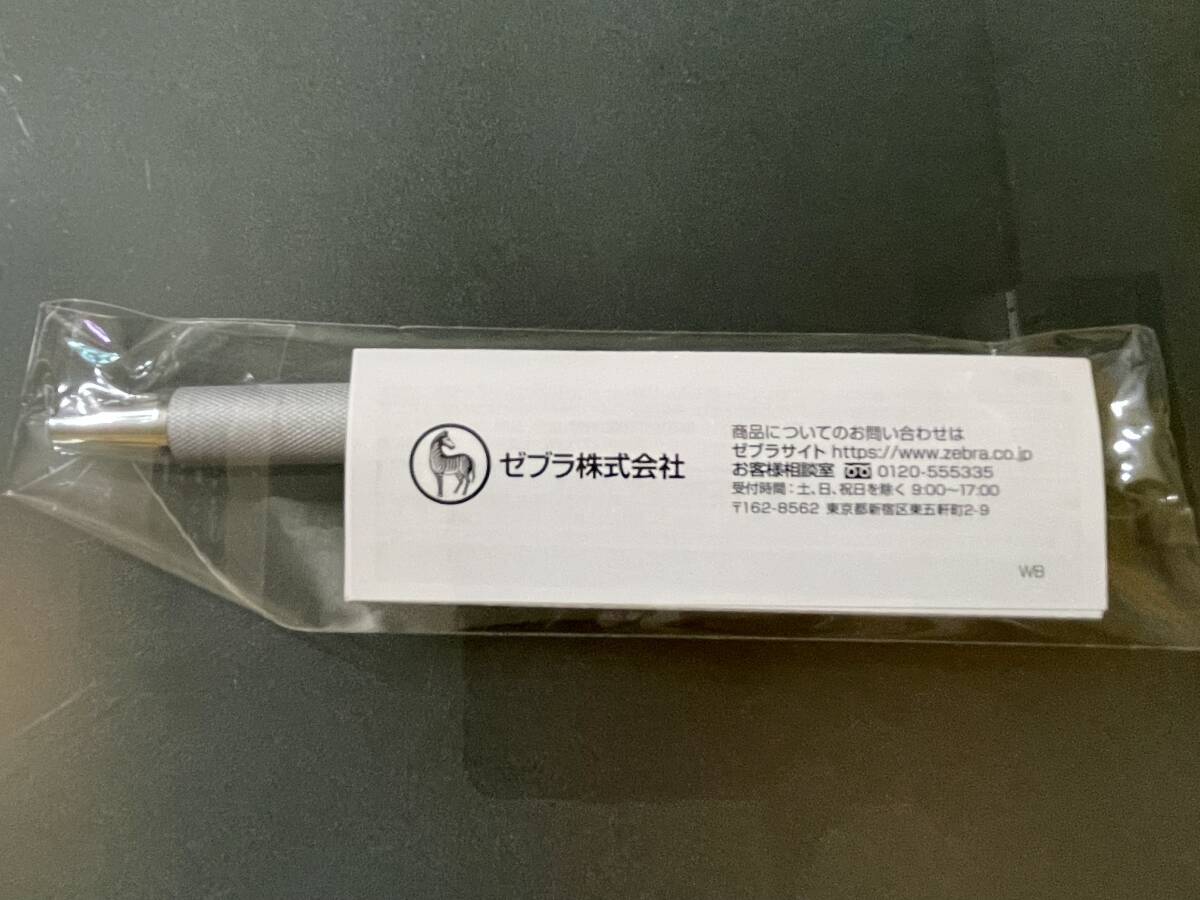 ゼブラ株式会社
商品についてのお問い合わせは
ゼブラサイト https://www.zebra.co.jp
お客様相談室 0120-555335
受付時間：土、日、祝日を除く 9:00～17:00
〒162-8562 東京都新宿区東五軒町2-9
WB